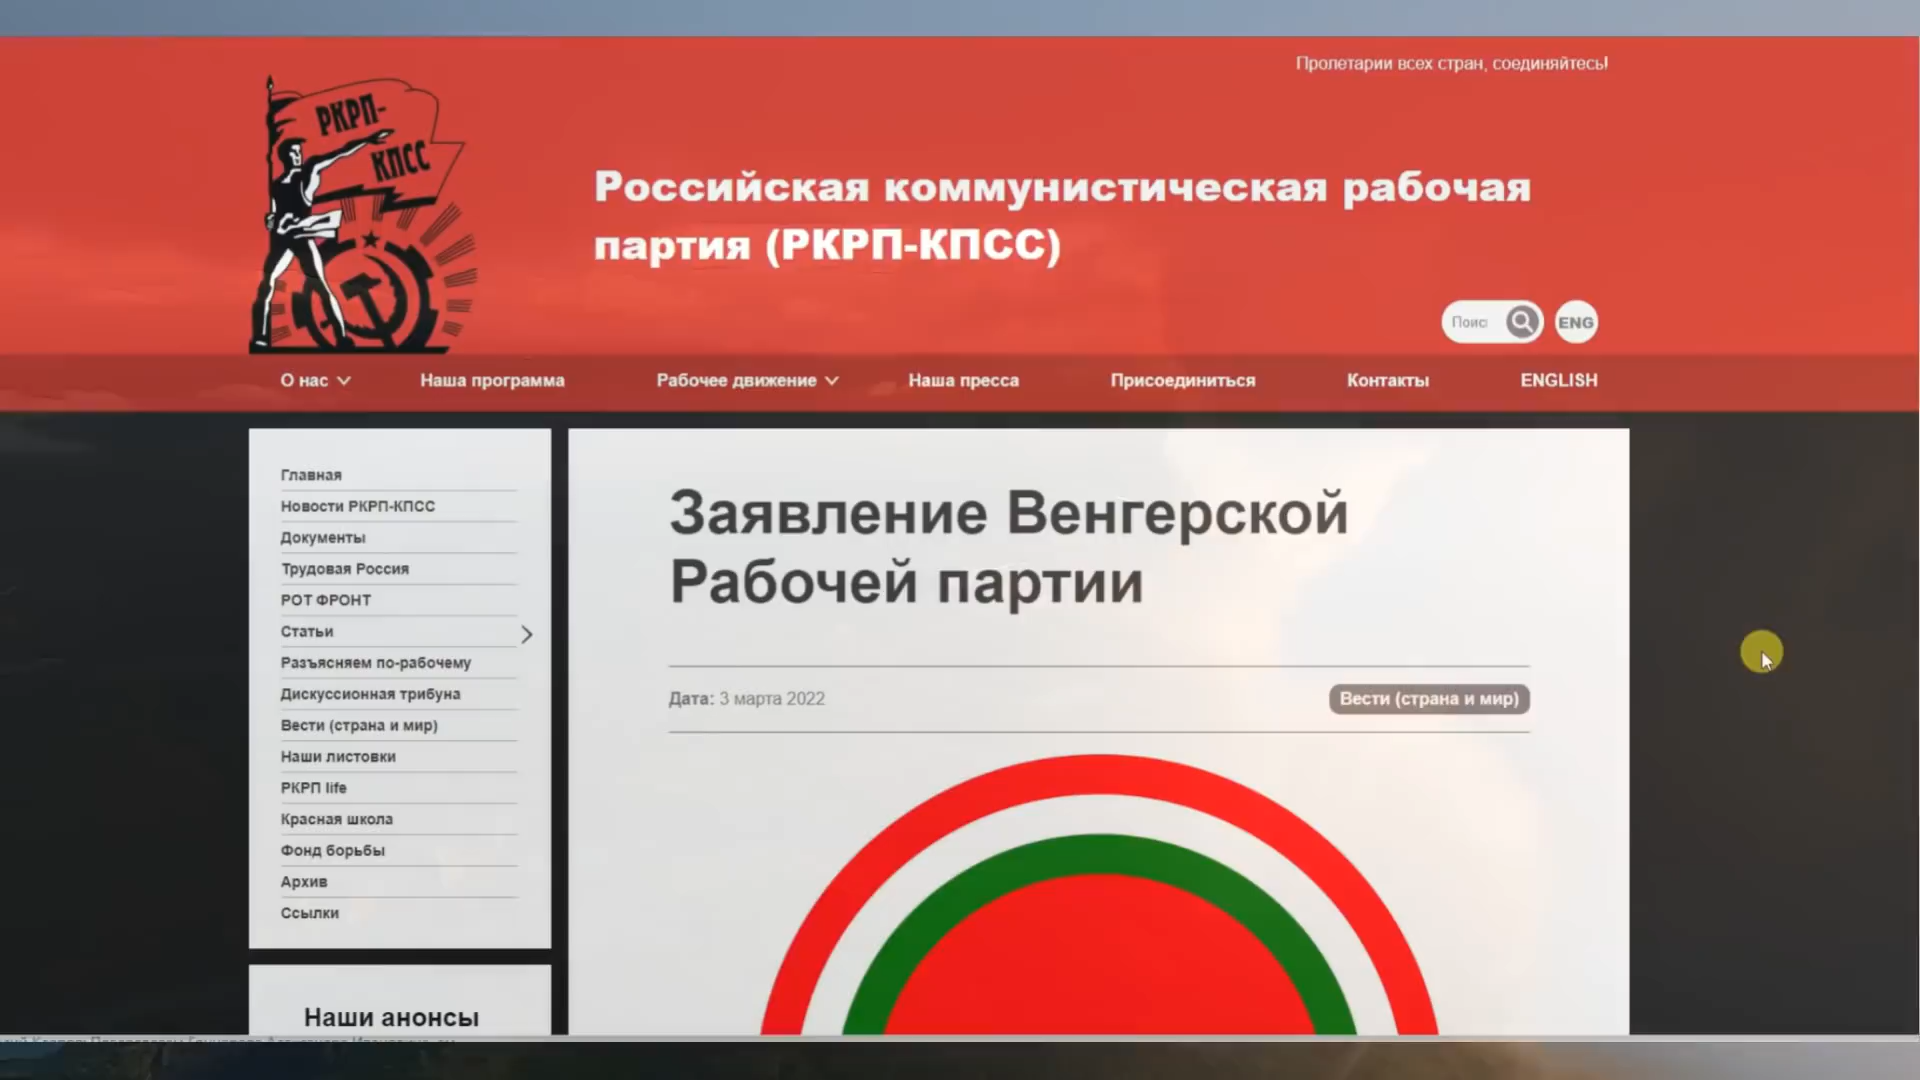 Пролетарии всех стран, соединяйтесь!
РКРП-
КПСС
Российская коммунистическая рабочая
партия (РКРП-КПСС)
Поис
ENG
О нас
Наша программа
Рабочее движение
Наша пресса
Присоединиться
Контакты
ENGLISH
Главная
Новости РКРП-КПСС
Документы
Трудовая Россия
РОТ ФРОНТ
Статьи
Разъясняем по-рабочему
Дискуссионная трибуна
Вести (страна и мир)
Наши листовки
РКРП life
Красная школа
Фонд борьбы
Архив
Ссылки
Наши анонсы
Заявление Венгерской
Рабочей партии
Дата: 3 марта 2022
Вести (страна и мир)